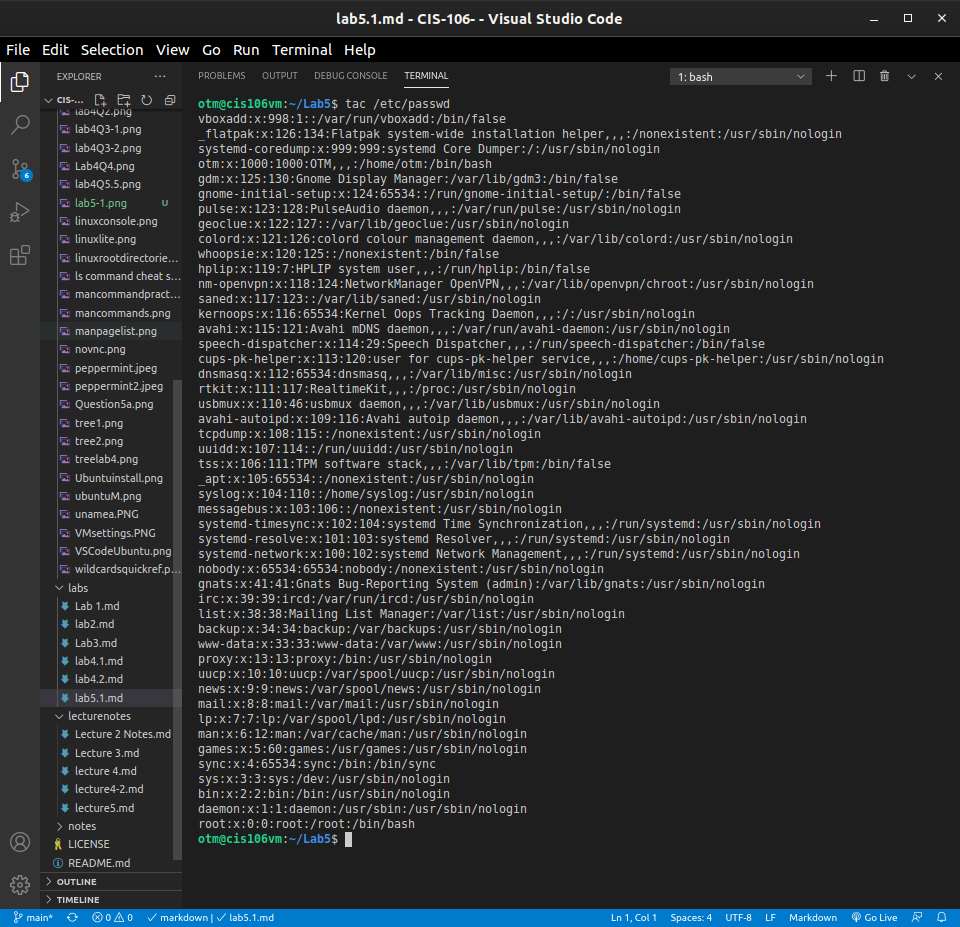 lab5.1.md - CIS-106- - Visual Studio Code
File Edit Selection View Go Run Terminal Help
EXPLORER
CIS-...
lab4Q2.png
lab4Q3-1.png
lab4Q3-2.png
Lab4Q4.png
lab4Q5.5.png
lab5-1.png U
linuxconsole.png
linuxlite.png
linuxrootdirectorie...
ls command cheat s...
mancommandpract...
mancommands.png
manpagelist.png
novnc.png
peppermint.jpeg
peppermint2.jpeg
Question5a.png
tree1.png
tree2.png
treelab4.png
Ubuntuinstall.png
ubuntuM.png
unamea.PNG
VMsettings.PNG
VSCodeUbuntu.png
wildcardsquickref.p...
labs
Lab 1.md
lab2.md
Lab3.md
lab4.1.md
lab4.2.md
lab5.1.md
lecturenotes
Lecture 2 Notes.md
Lecture 3.md
lecture 4.md
lecture4-2.md
lecture5.md
notes
LICENSE
README.md
OUTLINE
TIMELINE
6
PROBLEMS OUTPUT DEBUG CONSOLE TERMINAL
1: bash
otm@cis106vm:~/Lab5$ tac /etc/passwd
vboxadd:x:998:1::/var/run/vboxadd:/bin/false
_flatpak:x:126:134:Flatpak system-wide installation helper,,,:/nonexistent:/usr/sbin/nologin
systemd-coredump:x:999:999:systemd Core Dumper:/:/usr/sbin/nologin
otm:x:1000:1000:OTM,,,:/home/otm:/bin/bash
gdm:x:125:130:Gnome Display Manager:/var/lib/gdm3:/bin/false
gnome-initial-setup:x:124:65534::/run/gnome-initial-setup/:/bin/false
pulse:x:123:128:PulseAudio daemon,,,:/var/run/pulse:/usr/sbin/nologin
geoclue:x:122:127::/var/lib/geoclue:/usr/sbin/nologin
colord:x:121:126:colord colour management daemon,,,:/var/lib/colord:/usr/sbin/nologin
whoopsie:x:120:125::/nonexistent:/bin/false
hplip:x:119:7:HPLIP system user,,,:/run/hplip:/bin/false
nm-openvpn:x:118:124:NetworkManager OpenVPN,,,:/var/lib/openvpn/chroot:/usr/sbin/nologin
saned:x:117:123::/var/lib/saned:/usr/sbin/nologin
kernoops:x:116:65534:Kernel Oops Tracking Daemon,,,:/:/usr/sbin/nologin
avahi:x:115:121:Avahi mDNS daemon,,,:/var/run/avahi-daemon:/usr/sbin/nologin
speech-dispatcher:x:114:29:Speech Dispatcher,,,:/run/speech-dispatcher:/bin/false
cups-pk-helper:x:113:120:user for cups-pk-helper service,,,:/home/cups-pk-helper:/usr/sbin/nologin
dnsmasq:x:112:65534:dnsmasq,,,:/var/lib/misc:/usr/sbin/nologin
rtkit:x:111:117:RealtimeKit,,,:/proc:/usr/sbin/nologin
usbmux:x:110:46:usbmux daemon,,,:/var/lib/usbmux:/usr/sbin/nologin
avahi-autoipd:x:109:116:Avahi autoip daemon,,,:/var/lib/avahi-autoipd:/usr/sbin/nologin
tcpdump:x:108:115::/nonexistent:/usr/sbin/nologin
uuidd:x:107:114::/run/uuidd:/usr/sbin/nologin
tss:x:106:111:TPM software stack,,,:/var/lib/tpm:/bin/false
_apt:x:105:65534::/nonexistent:/usr/sbin/nologin
syslog:x:104:110::/home/syslog:/usr/sbin/nologin
messagebus:x:103:106::/nonexistent:/usr/sbin/nologin
systemd-timesync:x:102:104:systemd Time Synchronization,,,:/run/systemd:/usr/sbin/nologin
systemd-resolve:x:101:103:systemd Resolver,,,:/run/systemd:/usr/sbin/nologin
systemd-network:x:100:102:systemd Network Management,,,:/run/systemd:/usr/sbin/nologin
nobody:x:65534:65534:nobody:/nonexistent:/usr/sbin/nologin
gnats:x:41:41:Gnats Bug-Reporting System (admin):/var/lib/gnats:/usr/sbin/nologin
irc:x:39:39:ircd:/var/run/ircd:/usr/sbin/nologin
list:x:38:38:Mailing List Manager:/var/list:/usr/sbin/nologin
backup:x:34:34:backup:/var/backups:/usr/sbin/nologin
www-data:x:33:33:www-data:/var/www:/usr/sbin/nologin
proxy:x:13:13:proxy:/bin:/usr/sbin/nologin
uucp:x:10:10:uucp:/var/spool/uucp:/usr/sbin/nologin
news:x:9:9:news:/var/spool/news:/usr/sbin/nologin
mail:x:8:8:mail:/var/mail:/usr/sbin/nologin
lp:x:7:7:lp:/var/spool/lpd:/usr/sbin/nologin
man:x:6:12:man:/var/cache/man:/usr/sbin/nologin
games:x:5:60:games:/usr/games:/usr/sbin/nologin
sync:x:4:65534:sync:/bin:/bin/sync
sys:x:3:3:sys:/dev:/usr/sbin/nologin
bin:x:2:2:bin:/bin:/usr/sbin/nologin
daemon:x:1:1:daemon:/usr/sbin:/usr/sbin/nologin
root:x:0:0:root:/root:/bin/bash
otm@cis106vm:~/Lab5$
main* 0 0 markdown | lab5.1.md Ln 1, Col 1 Spaces: 4 UTF-8 LF Markdown Go Live